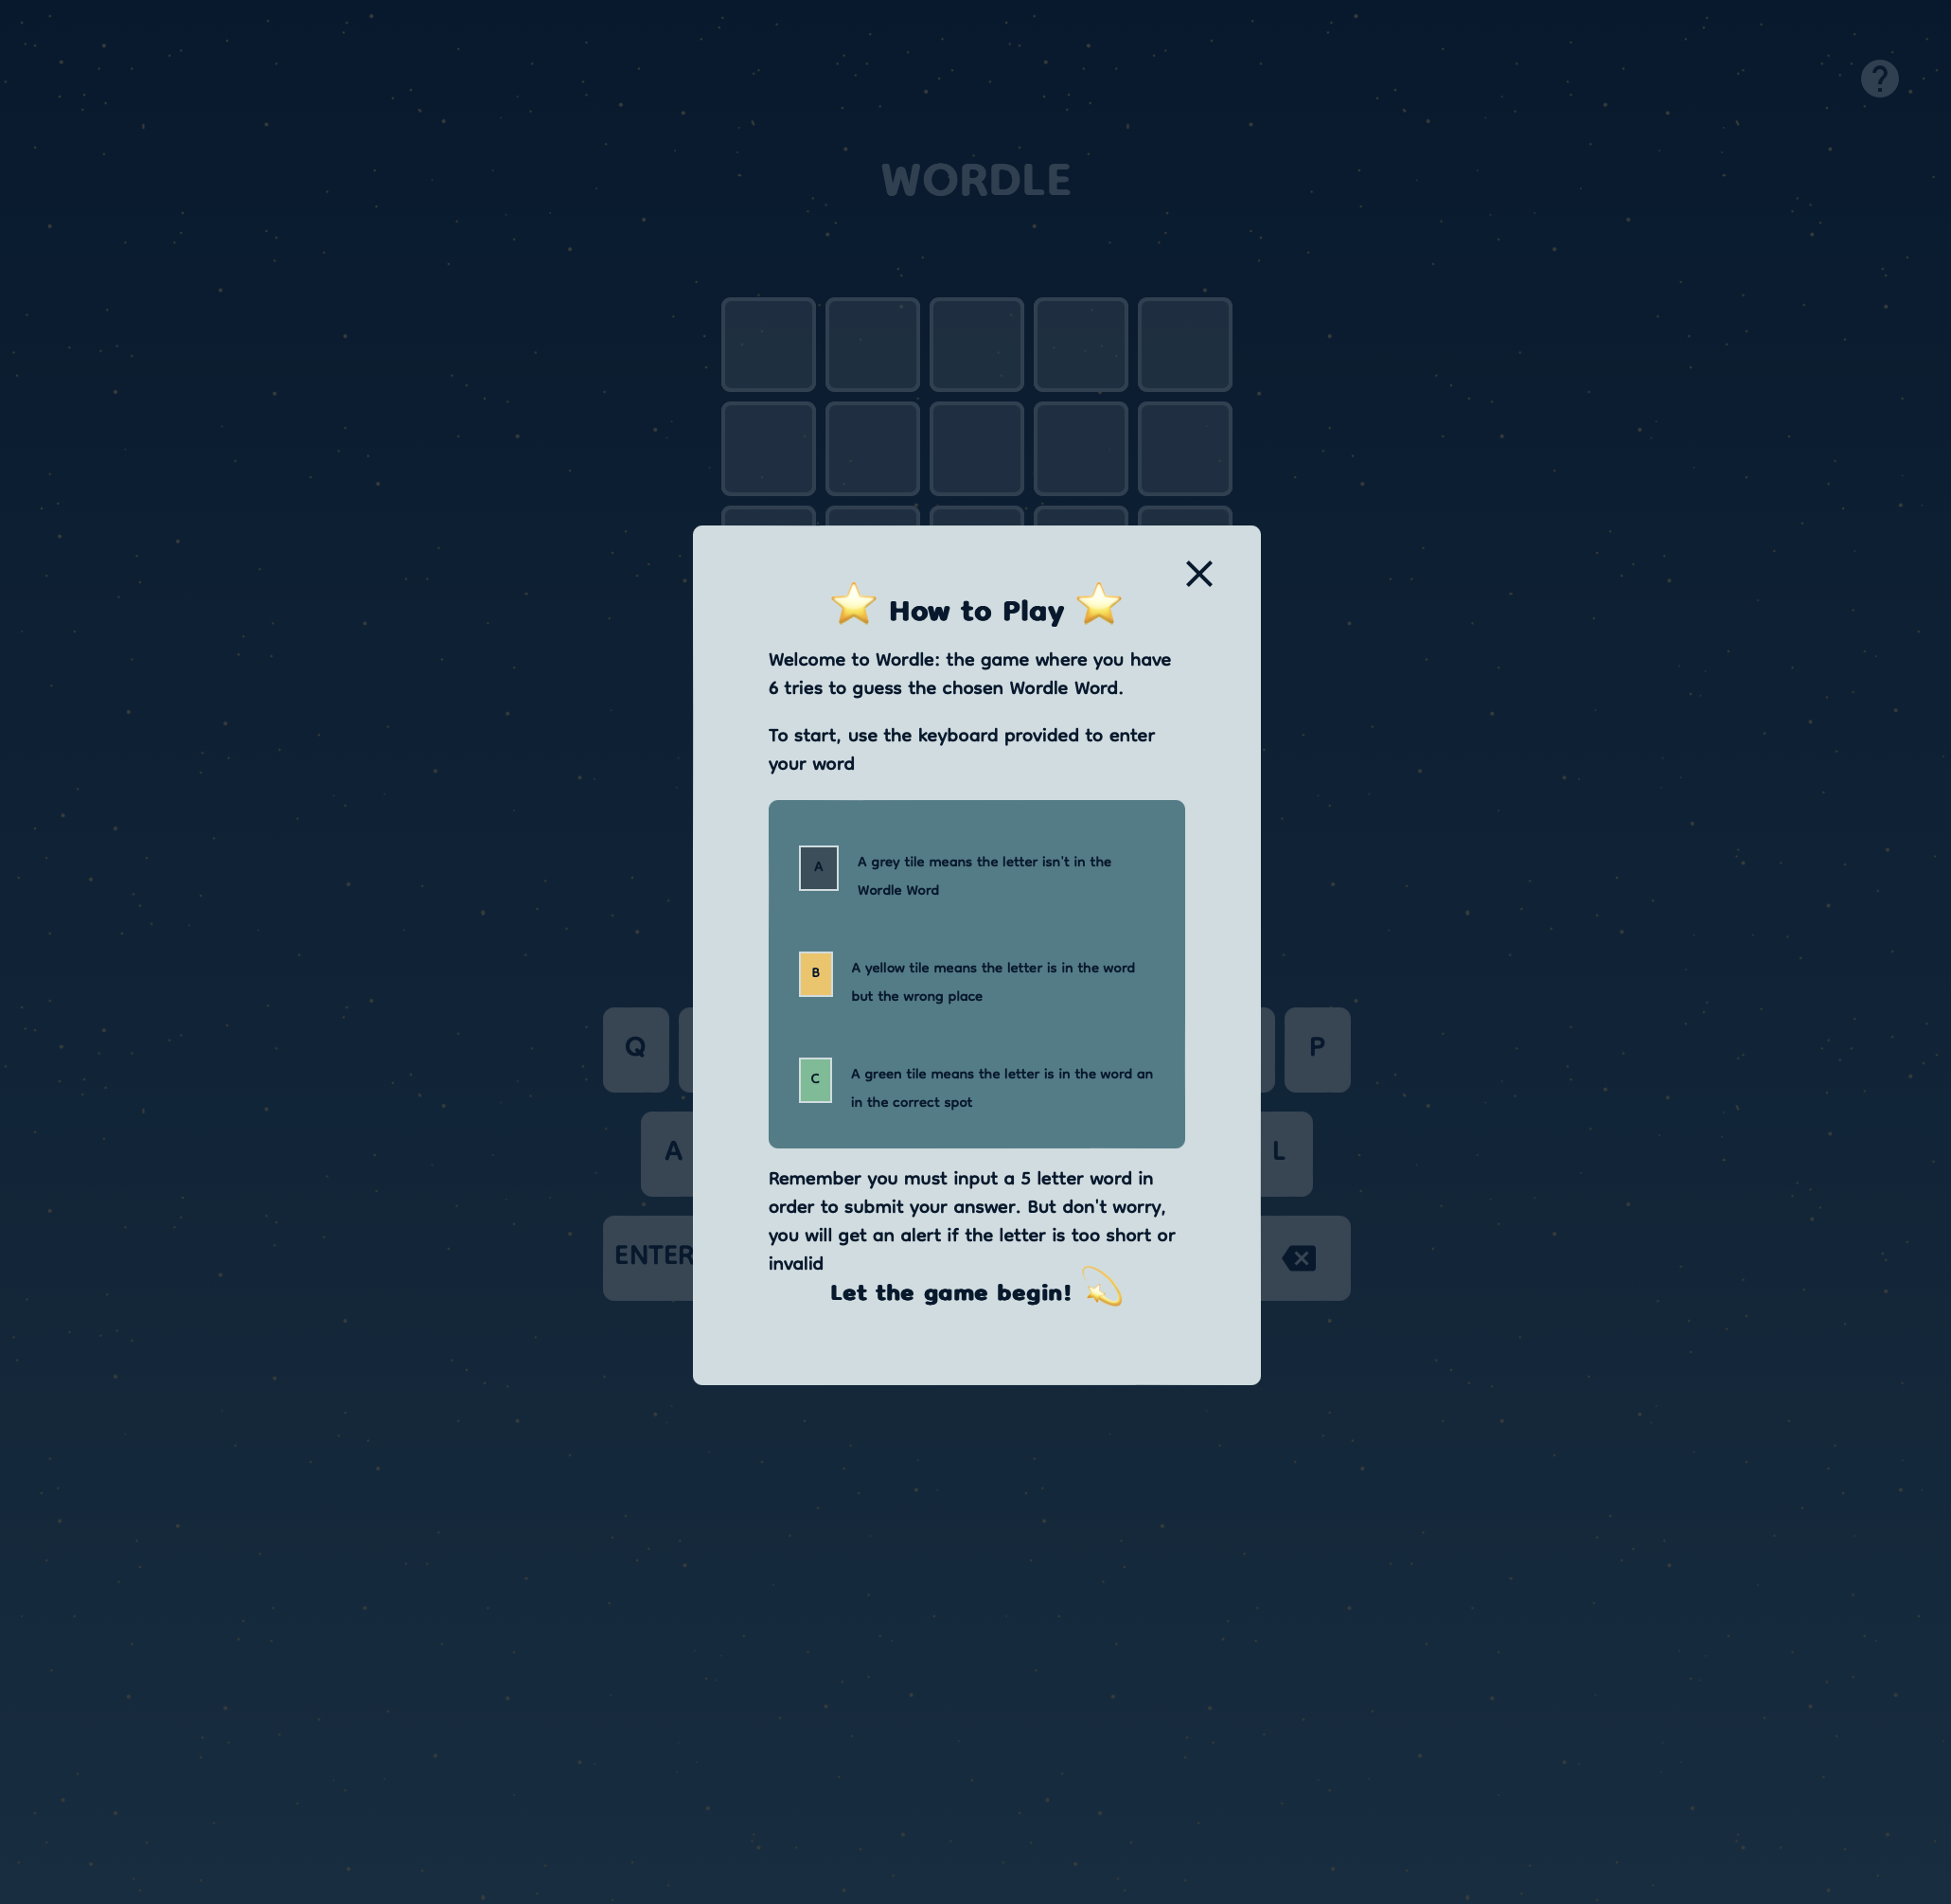 WORDLE
How to Play
Welcome to Wordle: the game where you have
6 tries to guess the chosen Wordle Word.
To start, use the keyboard provided to enter
your word
A
A grey tile means the letter isn't in the
Wordle Word
B
A yellow tile means the letter is in the word
but the wrong place
C
A green tile means the letter is in the word an
in the correct spot
Remember you must input a 5 letter word in
order to submit your answer. But don't worry,
you will get an alert if the letter is too short or
invalid
Let the game begin!
Q P
A L
ENTER